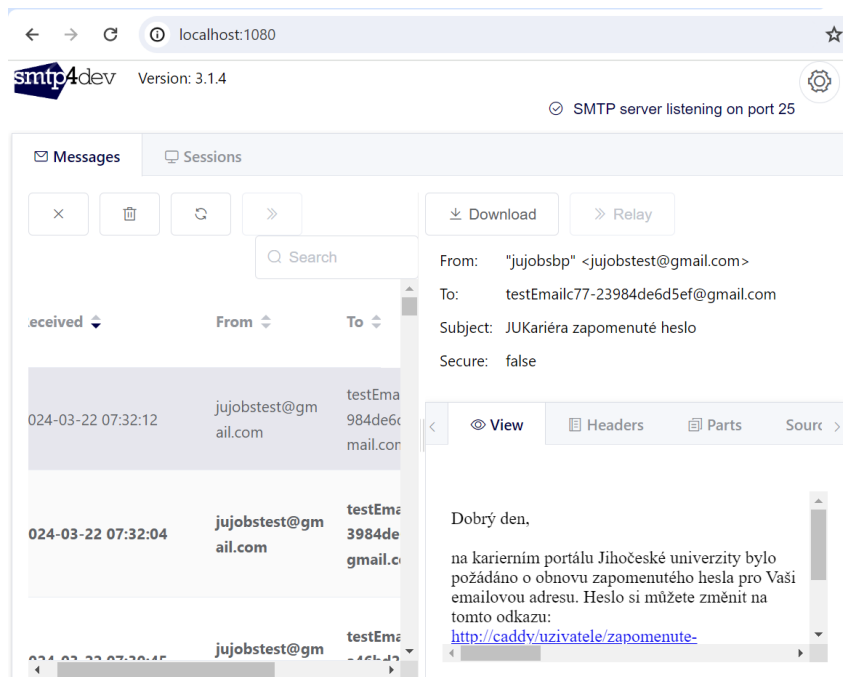 localhost:1080
smtp4dev Version: 3.1.4
SMTP server listening on port 25
Messages Sessions
Search
eceived From To
024-03-22 07:32:12
jujobstest@gm
ail.com
testEma
984de6
mail.con
024-03-22 07:32:04
jujobstest@gm
ail.com
testEma
3984de
gmail.c
jujobstest@gm
testEma
Download Relay
From: "jujobsbp" <jujobstest@gmail.com>
To: testEmailc77-23984de6d5ef@gmail.com
Subject: JUKariéra zapomenuté heslo
Secure: false
View Headers Parts Sourc
Dobrý den,
na karierním portálu Jihočeské univerzity bylo
požádáno o obnovu zapomenutého hesla pro Vaši
emailovou adresu. Heslo si můžete změnit na
tomto odkazu:
http://caddy/uzivatele/zapomenute-